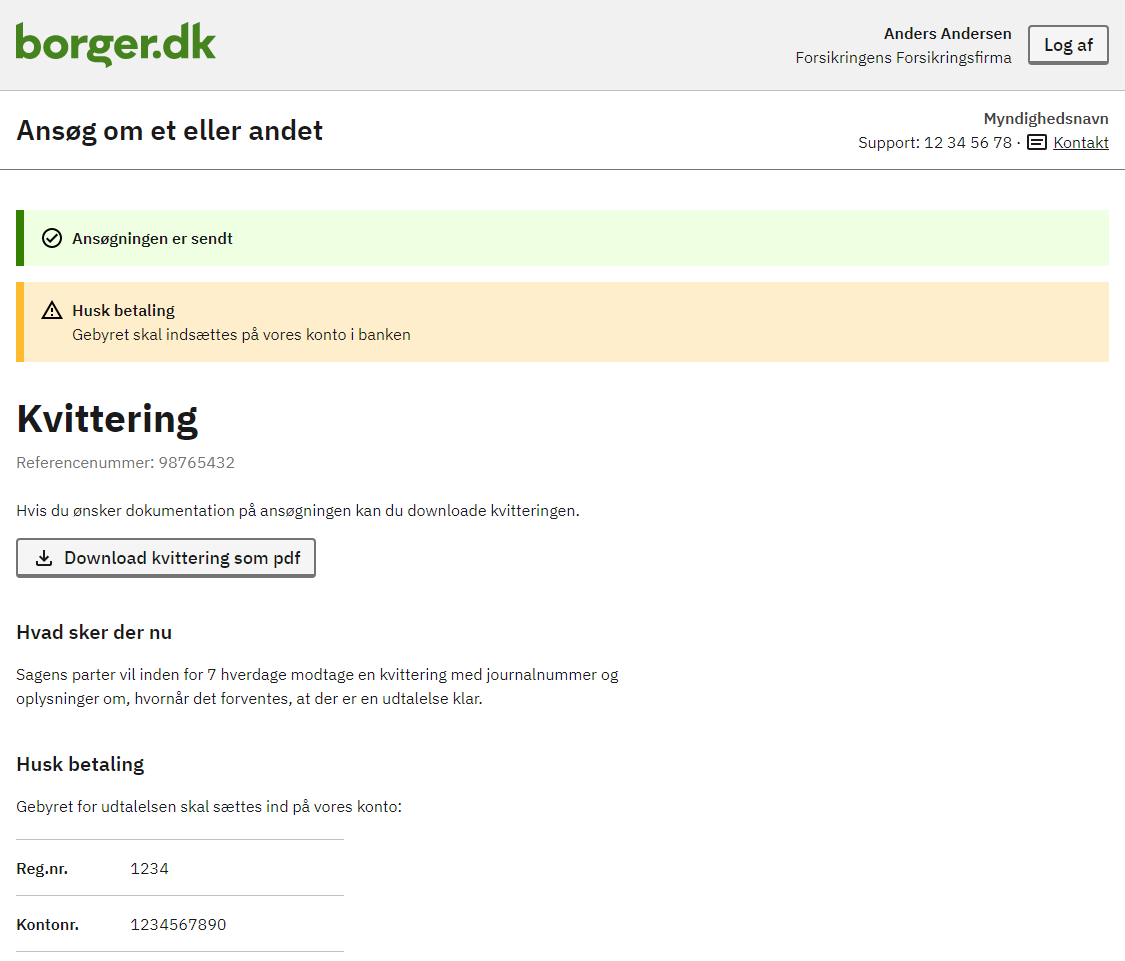 borger.dk
Anders Andersen
Forsikringens Forsikringsfirma
Log af
Ansøg om et eller andet
Myndighedsnavn
Support: 12 34 56 78 · Kontakt
Ansøgningen er sendt
Husk betaling
Gebyret skal indsættes på vores konto i banken
Kvittering
Referencenummer: 98765432
Hvis du ønsker dokumentation på ansøgningen kan du downloade kvitteringen.
Download kvittering som pdf
Hvad sker der nu
Sagens parter vil inden for 7 hverdage modtage en kvittering med journalnummer og
oplysninger om, hvornår det forventes, at der er en udtalelse klar.
Husk betaling
Gebyret for udtalelsen skal sættes ind på vores konto:
Reg.nr. 1234
Kontonr. 1234567890